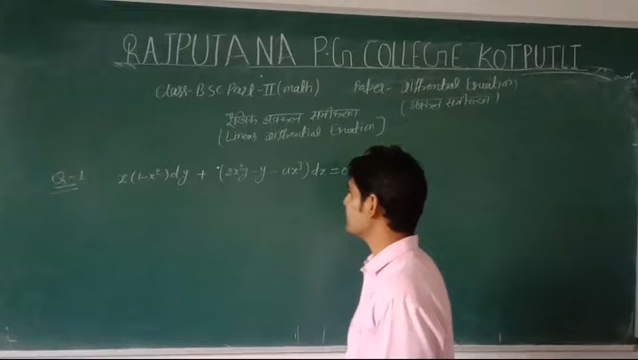 RAJPUTANA P.G COLLEGE KOTPUTLI
Class- BSC Part-II (math) Paper- Differential Equation
(अवकल समीकरण)
रैखिक अवकल समीकरण
(Linear Differential Equation)
Q-1 x(1-x²)dy + (2x²y-y-ax³)dx=0